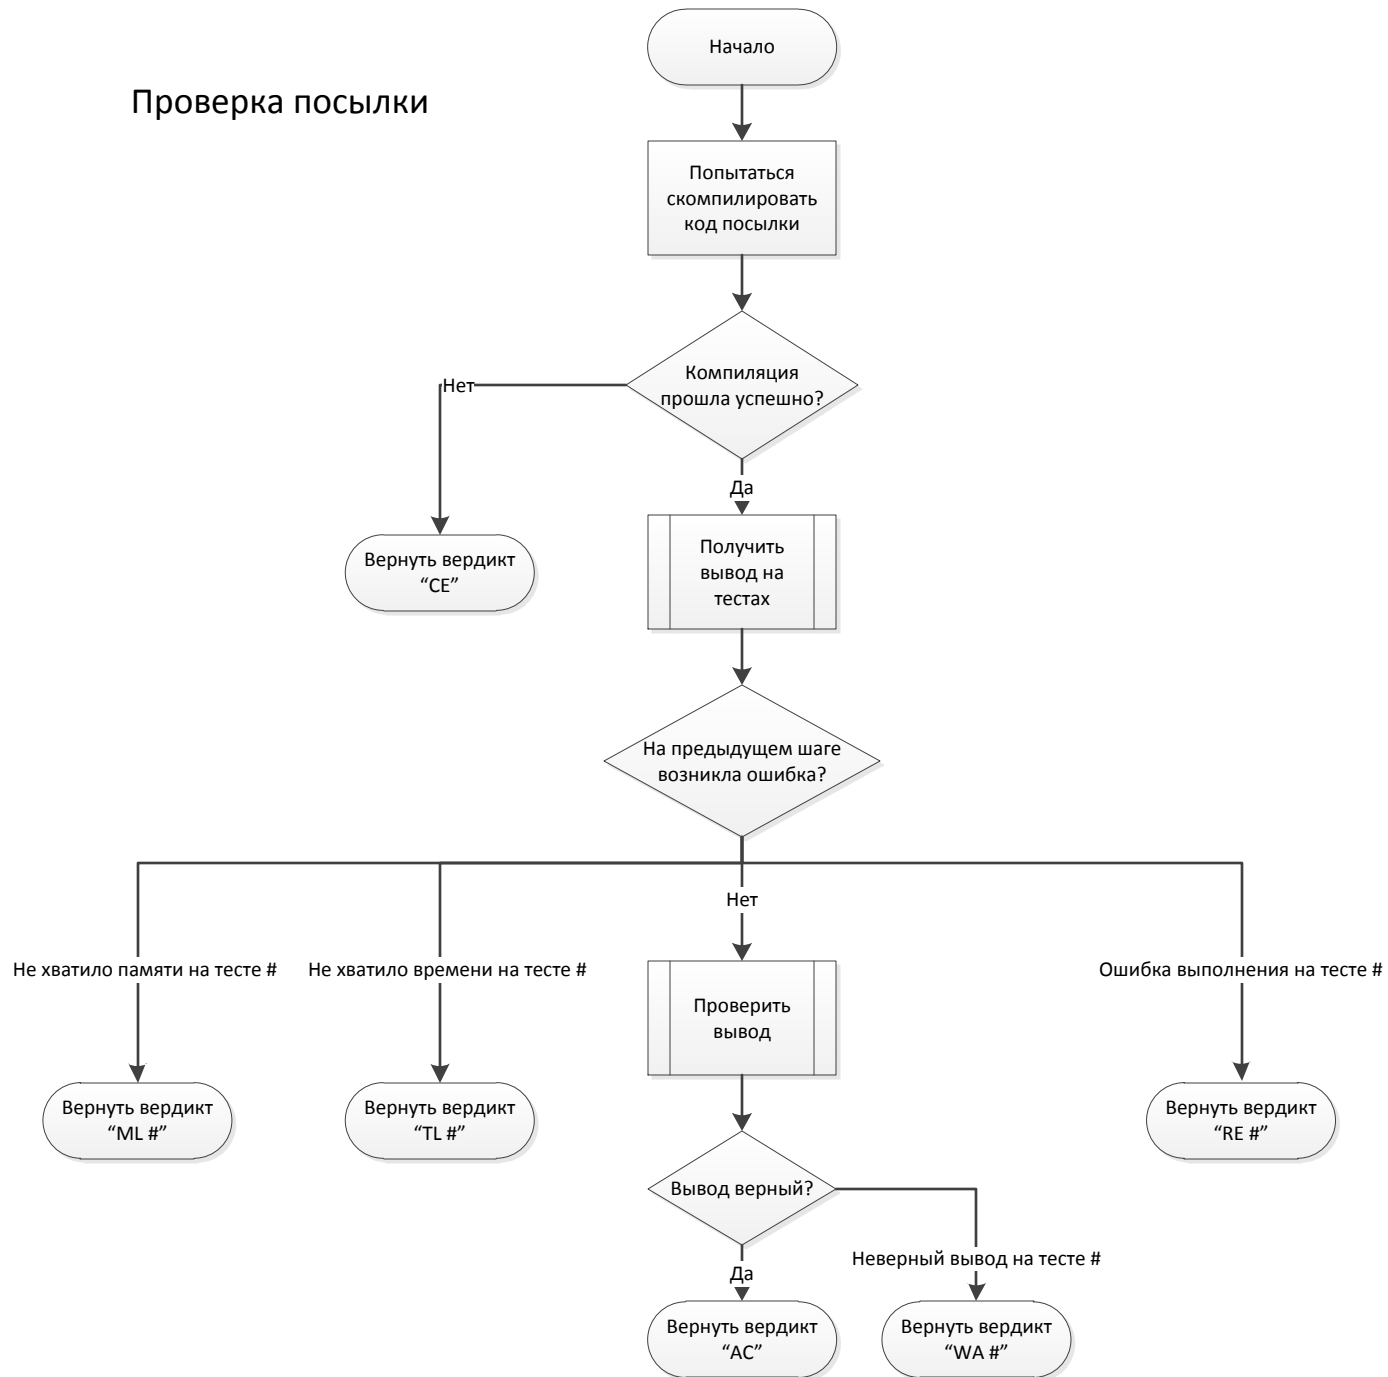 Начало
Проверка посылки
Попытаться
скомпилировать
код посылки
Компиляция
прошла успешно?
Нет
Да
Вернуть вердикт
“CE”
Получить
вывод на
тестах
На предыдущем шаге
возникла ошибка?
Нет
Не хватило памяти на тесте #
Не хватило времени на тесте #
Ошибка выполнения на тесте #
Проверить
вывод
Вернуть вердикт
“ML #”
Вернуть вердикт
“TL #”
Вернуть вердикт
“RE #”
Вывод верный?
Неверный вывод на тесте #
Да
Вернуть вердикт
“AC”
Вернуть вердикт
“WA #”